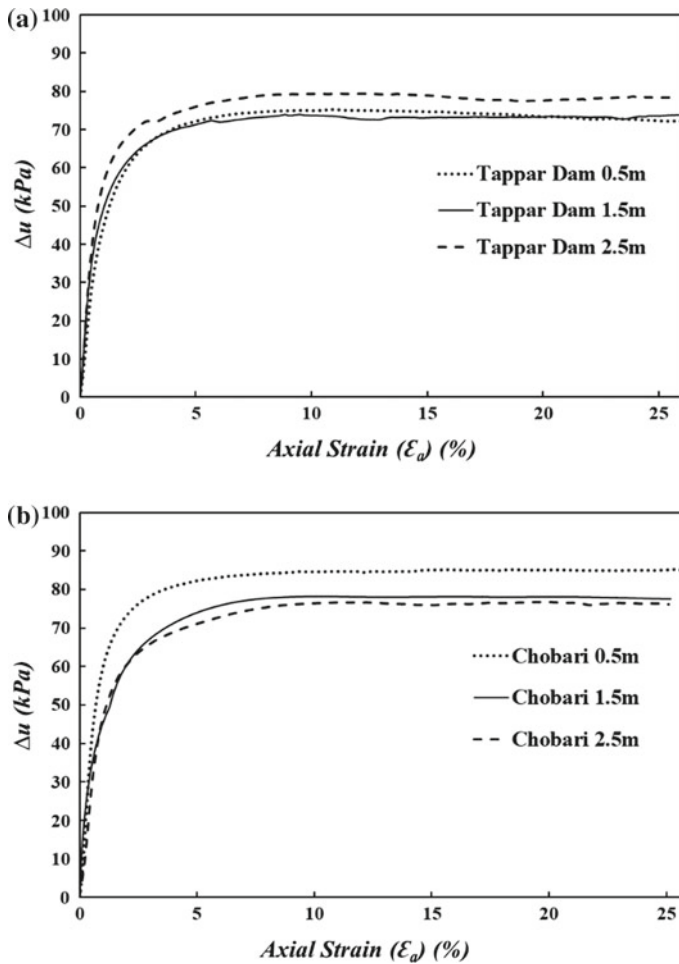 (a)
100
90
80
70
60
50
40
30
20
10
0
Δu (kPa)
Tappar Dam 0.5m
Tappar Dam 1.5m
Tappar Dam 2.5m
0 5 10 15 20 25
Axial Strain (Ɛₐ) (%)
(b)
100
90
80
70
60
50
40
30
20
10
0
Δu (kPa)
Chobari 0.5m
Chobari 1.5m
Chobari 2.5m
0 5 10 15 20 25
Axial Strain (Ɛₐ) (%)